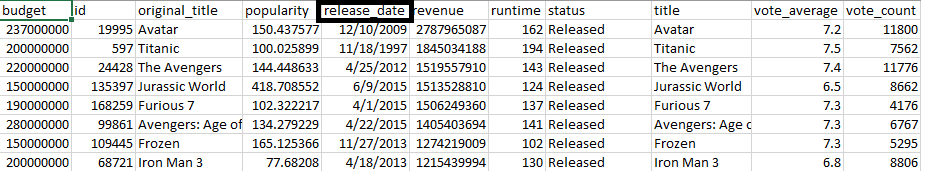 budget id original_title popularity release_date revenue runtime status title vote_average vote_count
237000000 19995 Avatar 150.437577 12/10/2009 2787965087 162 Released Avatar 7.2 11800
200000000 597 Titanic 100.025899 11/18/1997 1845034188 194 Released Titanic 7.5 7562
220000000 24428 The Avengers 144.448633 4/25/2012 1519557910 143 Released The Avengers 7.4 11776
150000000 135397 Jurassic World 418.708552 6/9/2015 1513528810 124 Released Jurassic World 6.5 8662
190000000 168259 Furious 7 102.322217 4/1/2015 1506249360 137 Released Furious 7 7.3 4176
280000000 99861 Avengers: Age of 134.279229 4/22/2015 1405403694 141 Released Avengers: Age c 7.3 6767
150000000 109445 Frozen 165.125366 11/27/2013 1274219009 102 Released Frozen 7.3 5295
200000000 68721 Iron Man 3 77.68208 4/18/2013 1215439994 130 Released Iron Man 3 6.8 8806